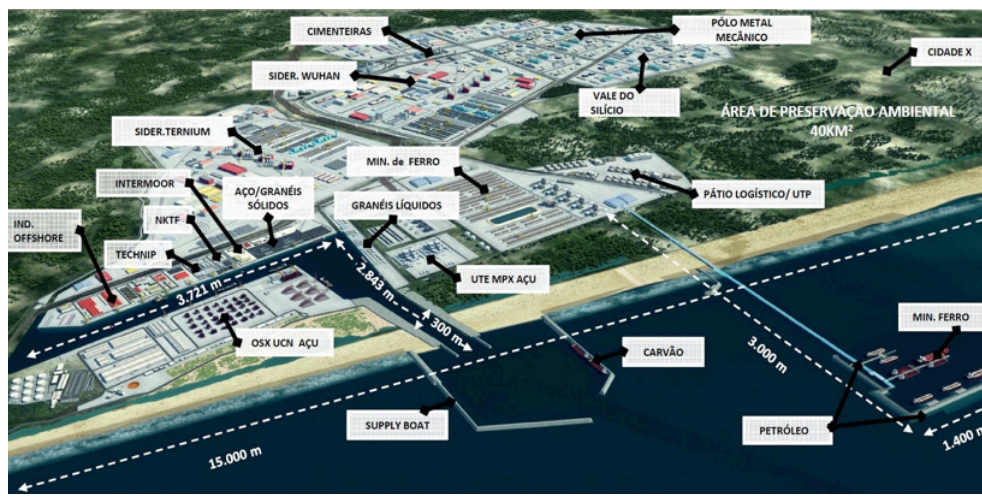 CIMENTEIRAS
PÓLO METAL
MECÂNICO
CIDADE X
SIDER. WUHAN
VALE DO
SILÍCIO
ÁREA DE PRESERVAÇÃO AMBIENTAL
40KM²
SIDER.TERNIUM
MIN. de FERRO
INTERMOOR
AÇO/GRANÉIS
SÓLIDOS
GRANÉIS LÍQUIDOS
PÁTIO LOGÍSTICO/ UTP
NKTF
IND.
OFFSHORE
TECHNIP
UTE MPX AÇU
3.721 m
2.843 m
300 m
MIN. FERRO
OSX UCN AÇU
CARVÃO
3.000 m
SUPPLY BOAT
PETRÓLEO
1.400 m
15.000 m